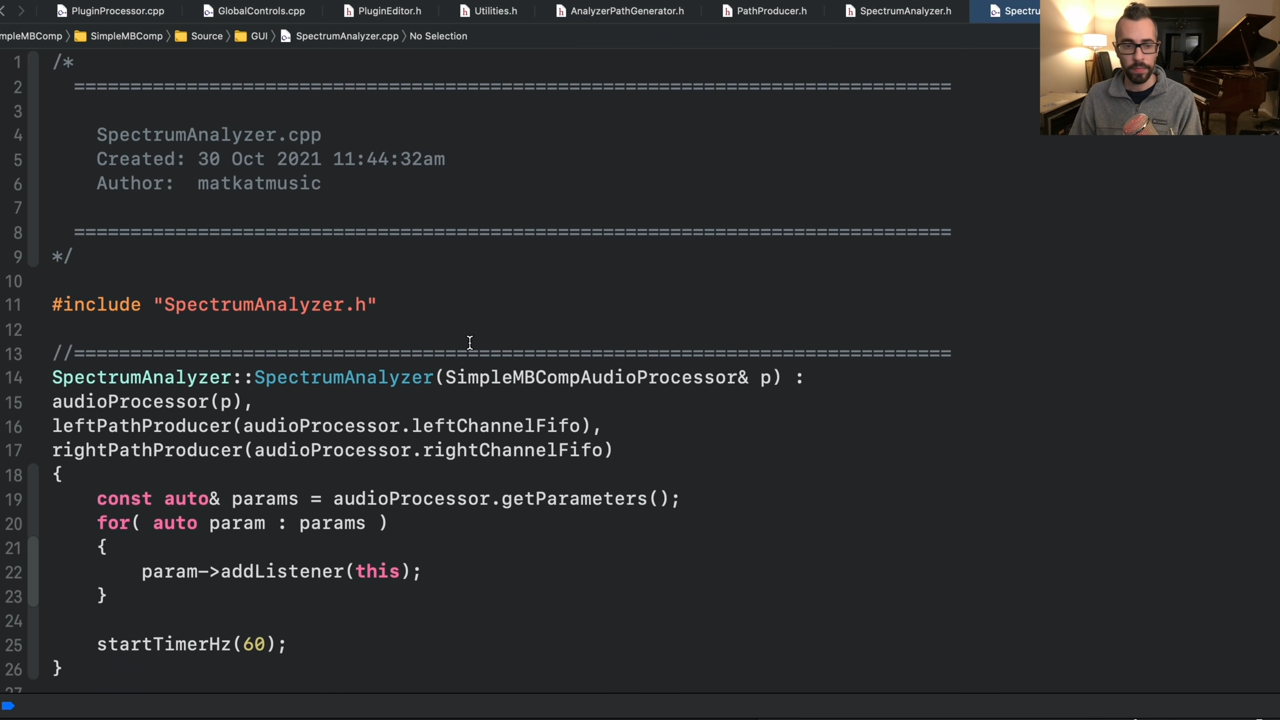 PluginProcessor.cpp GlobalControls.cpp PluginEditor.h Utilities.h AnalyzerPathGenerator.h PathProducer.h SpectrumAnalyzer.h Spectru
mpleMBComp SimpleMBComp Source GUI SpectrumAnalyzer.cpp No Selection
1 /*
2 ==============================================================================
3
4 SpectrumAnalyzer.cpp
5 Created: 30 Oct 2021 11:44:32am
6 Author: matkatmusic
7
8 ==============================================================================
9 */
10
11 #include "SpectrumAnalyzer.h"
12
13 //==============================================================================
14 SpectrumAnalyzer::SpectrumAnalyzer(SimpleMBCompAudioProcessor& p) :
15 audioProcessor(p),
16 leftPathProducer(audioProcessor.leftChannelFifo),
17 rightPathProducer(audioProcessor.rightChannelFifo)
18 {
19 const auto& params = audioProcessor.getParameters();
20 for( auto param : params )
21 {
22 param->addListener(this);
23 }
24
25 startTimerHz(60);
26 }
27